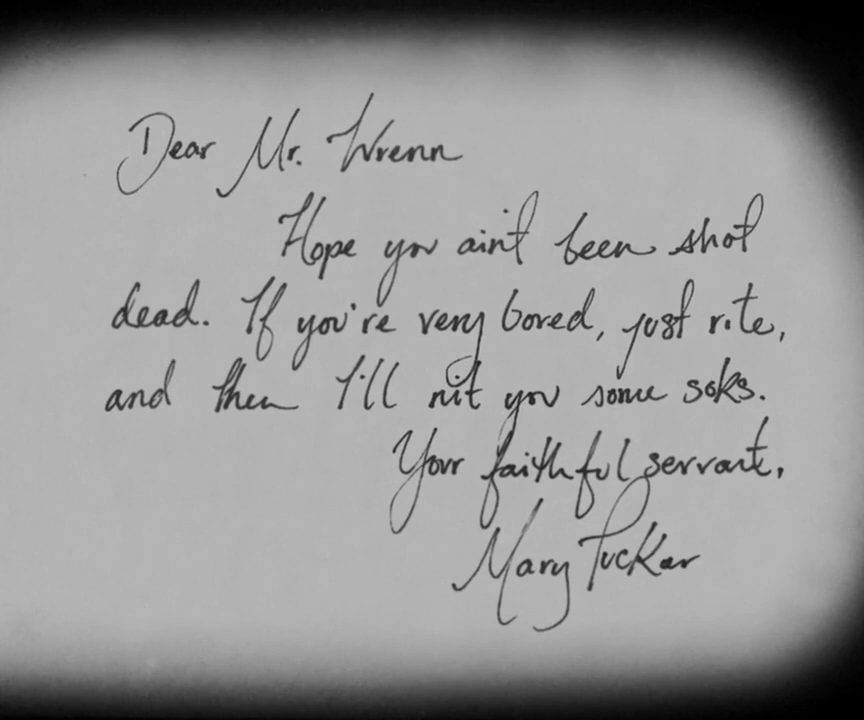 Dear Mr. Wrenn
Hope you ain't been shot
dead. If you're very bored, just rite,
and then I'll nit you some soks.
Your faithful servant,
Mary Tucker